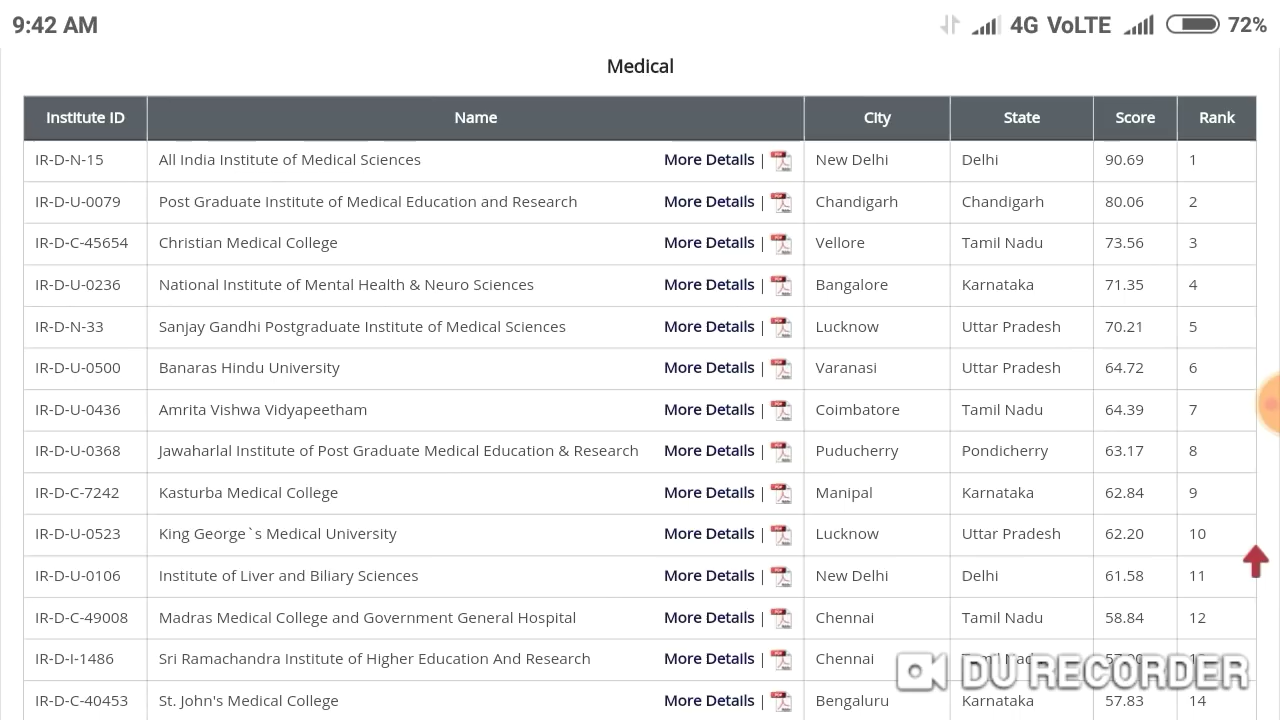 9:42 AM 4G VoLTE 72%
Medical
Institute ID Name City State Score Rank
IR-D-N-15 All India Institute of Medical Sciences More Details | New Delhi Delhi 90.69 1
IR-D-U-0079 Post Graduate Institute of Medical Education and Research More Details | Chandigarh Chandigarh 80.06 2
IR-D-C-45654 Christian Medical College More Details | Vellore Tamil Nadu 73.56 3
IR-D-U-0236 National Institute of Mental Health & Neuro Sciences More Details | Bangalore Karnataka 71.35 4
IR-D-N-33 Sanjay Gandhi Postgraduate Institute of Medical Sciences More Details | Lucknow Uttar Pradesh 70.21 5
IR-D-U-0500 Banaras Hindu University More Details | Varanasi Uttar Pradesh 64.72 6
IR-D-U-0436 Amrita Vishwa Vidyapeetham More Details | Coimbatore Tamil Nadu 64.39 7
IR-D-U-0368 Jawaharlal Institute of Post Graduate Medical Education & Research More Details | Puducherry Pondicherry 63.17 8
IR-D-C-7242 Kasturba Medical College More Details | Manipal Karnataka 62.84 9
IR-D-U-0523 King George`s Medical University More Details | Lucknow Uttar Pradesh 62.20 10
IR-D-U-0106 Institute of Liver and Biliary Sciences More Details | New Delhi Delhi 61.58 11
IR-D-C-49008 Madras Medical College and Government General Hospital More Details | Chennai Tamil Nadu 58.84 12
IR-D-I-1486 Sri Ramachandra Institute of Higher Education And Research More Details | Chennai
DU RECORDER
IR-D-C-40453 St. John's Medical College More Details | Bengaluru Karnataka 57.83 14